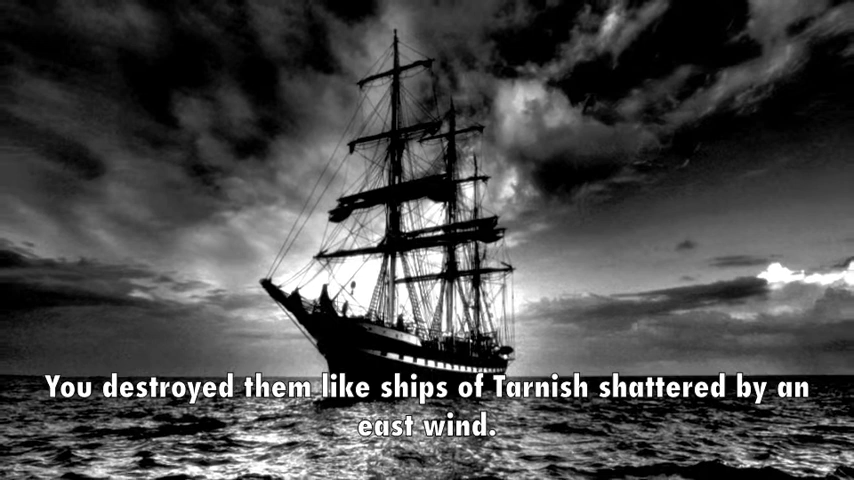 You destroyed them like ships of Tarnish shattered by an
east wind.